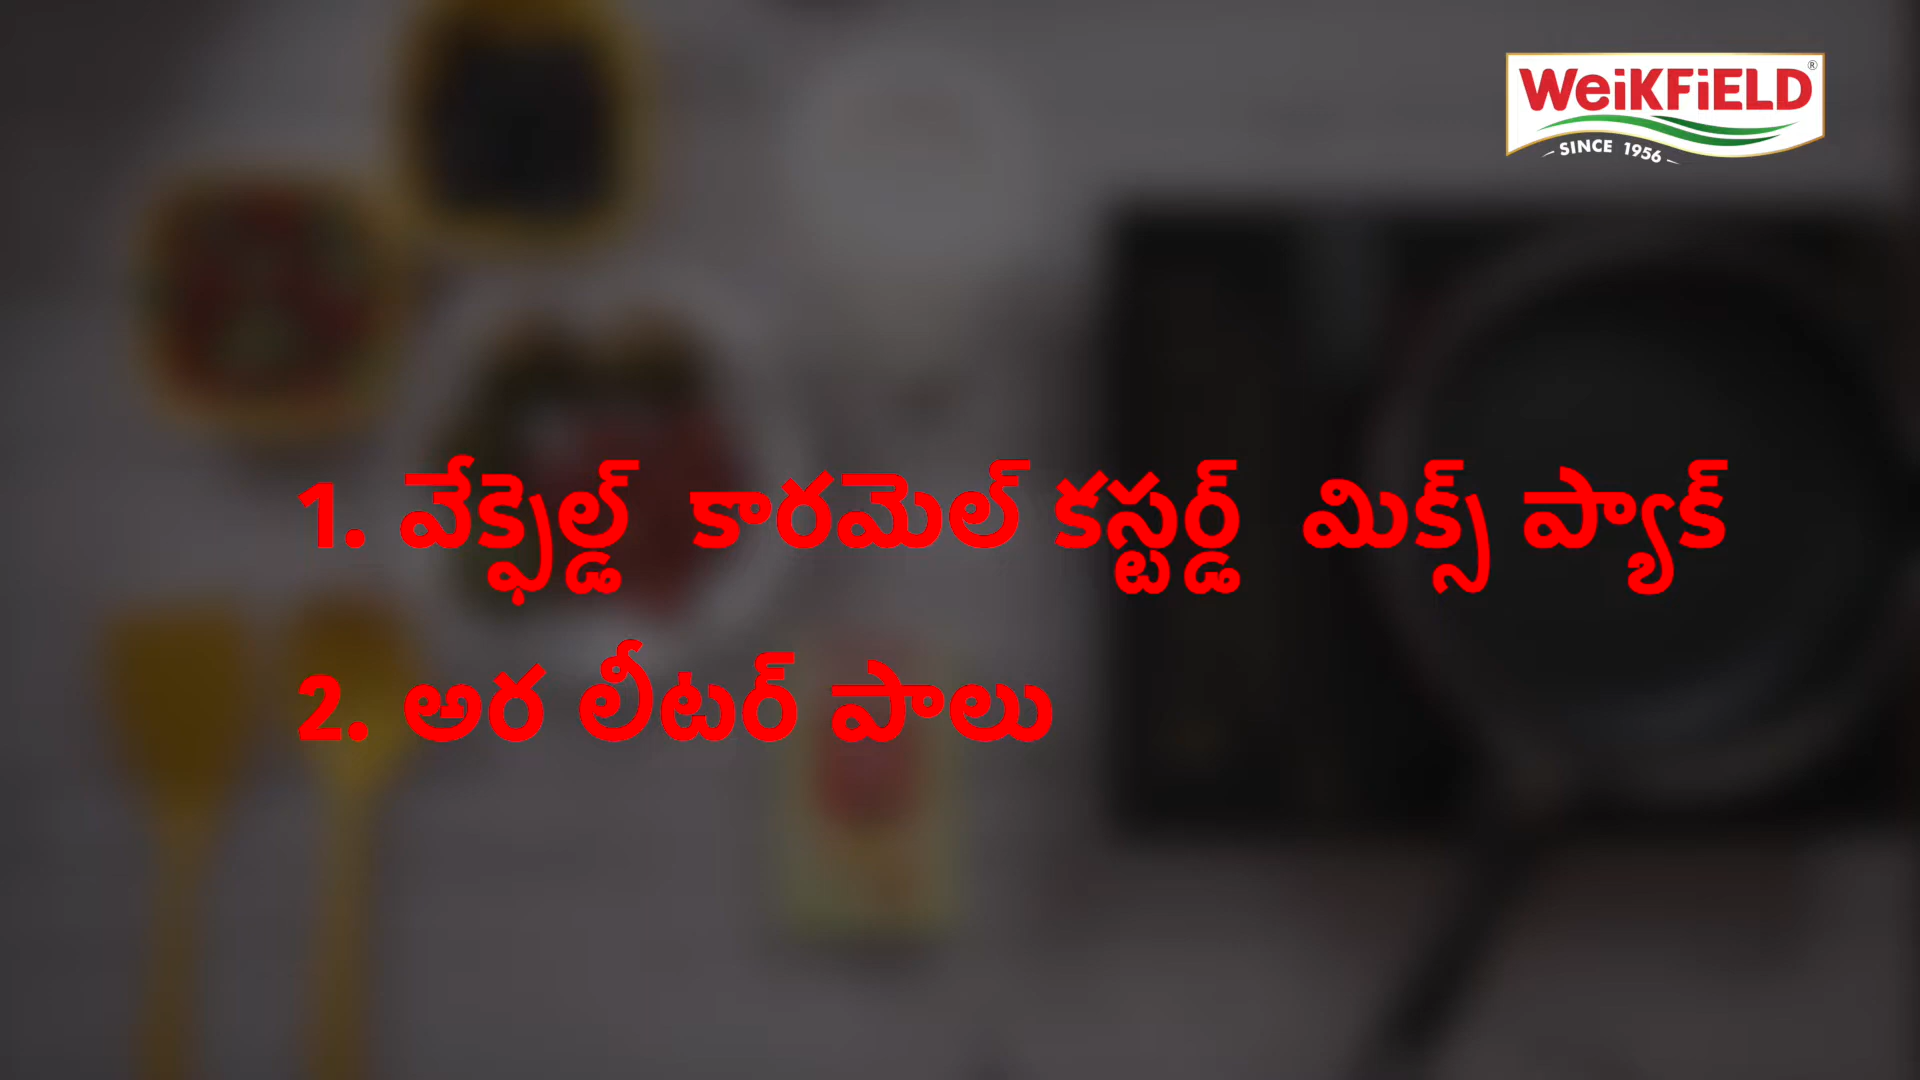 WeiKFiELD®
SINCE 1956
1. వేక్ఫెల్డ్ కారమెల్ కస్టర్డ్ మిక్స్ ప్యాక్
2. అర లీటర్ పాలు